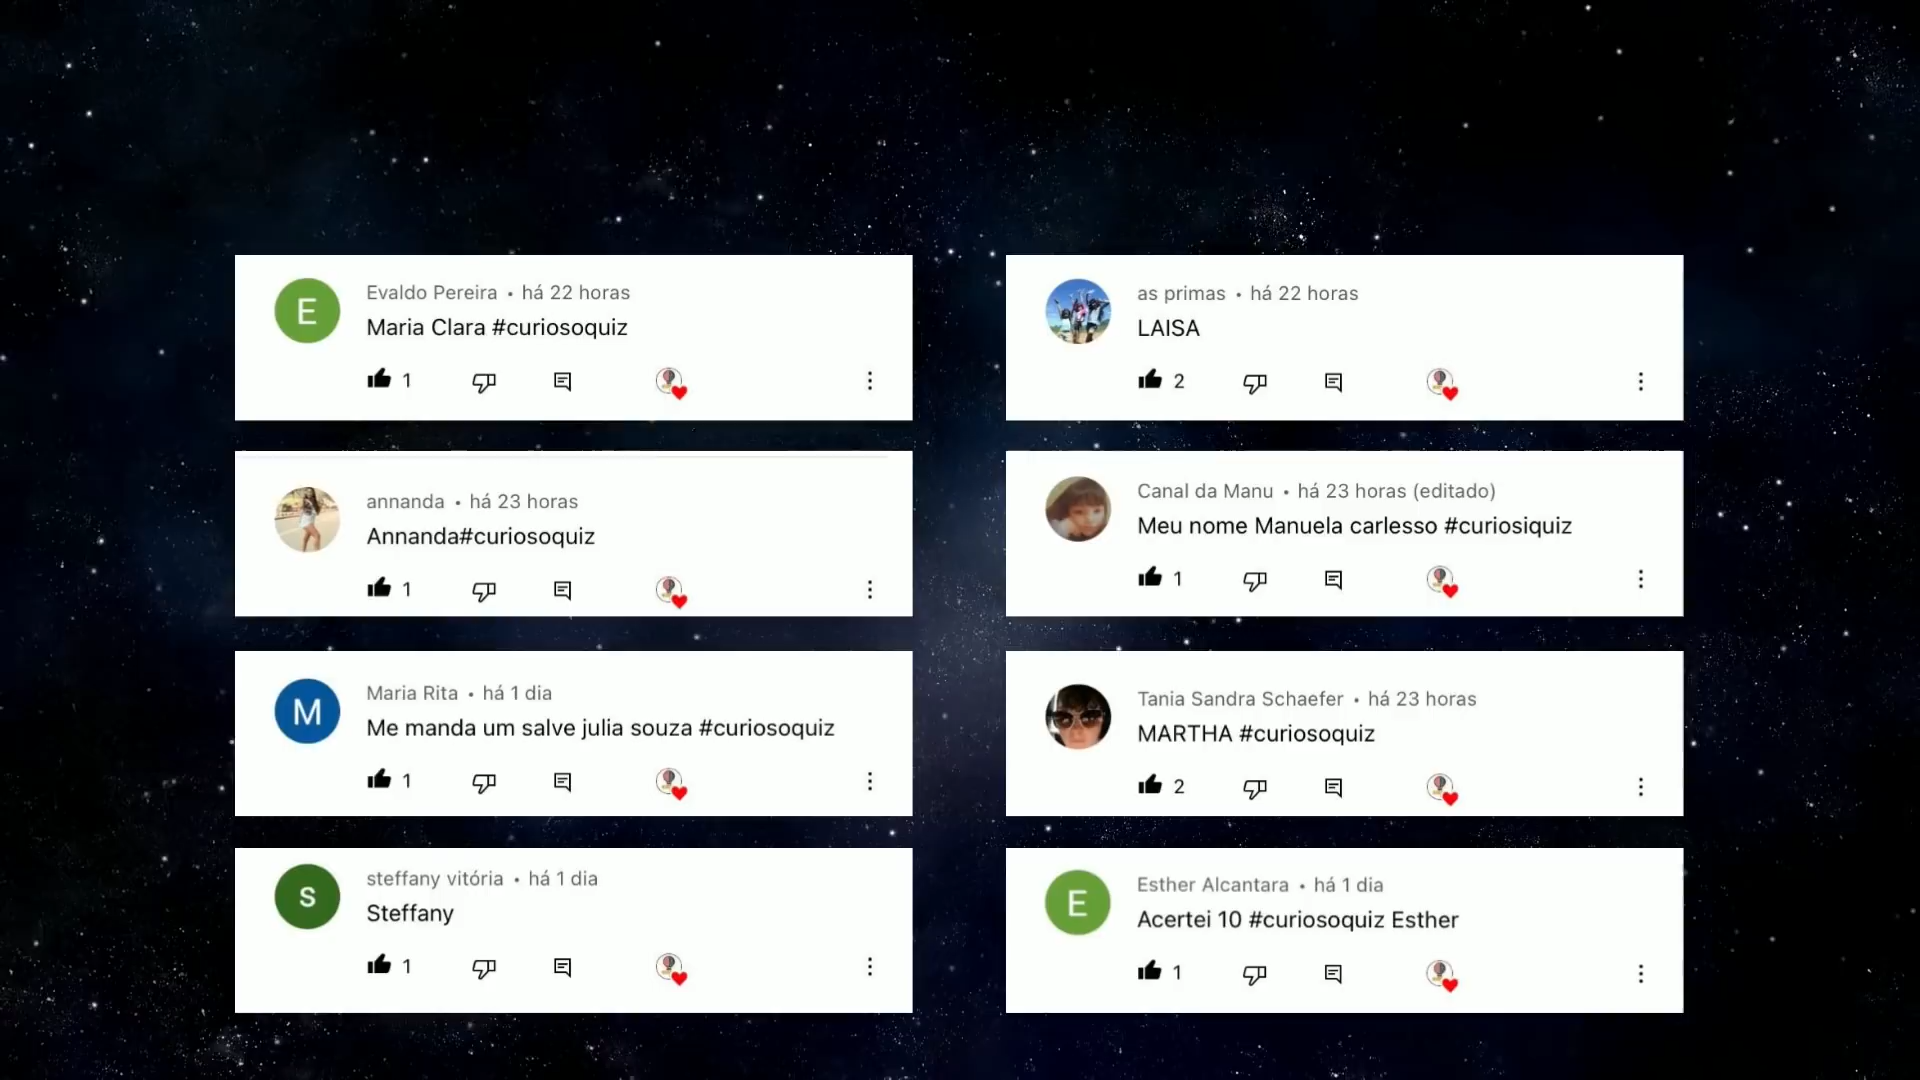 E
Evaldo Pereira • há 22 horas
Maria Clara #curiosoquiz
1
annanda • há 23 horas
Annanda#curiosoquiz
1
M
Maria Rita • há 1 dia
Me manda um salve julia souza #curiosoquiz
1
s
steffany vitória • há 1 dia
Steffany
1
as primas • há 22 horas
LAISA
2
Canal da Manu • há 23 horas (editado)
Meu nome Manuela carlesso #curiosiquiz
1
Tania Sandra Schaefer • há 23 horas
MARTHA #curiosoquiz
2
E
Esther Alcantara • há 1 dia
Acertei 10 #curiosoquiz Esther
1